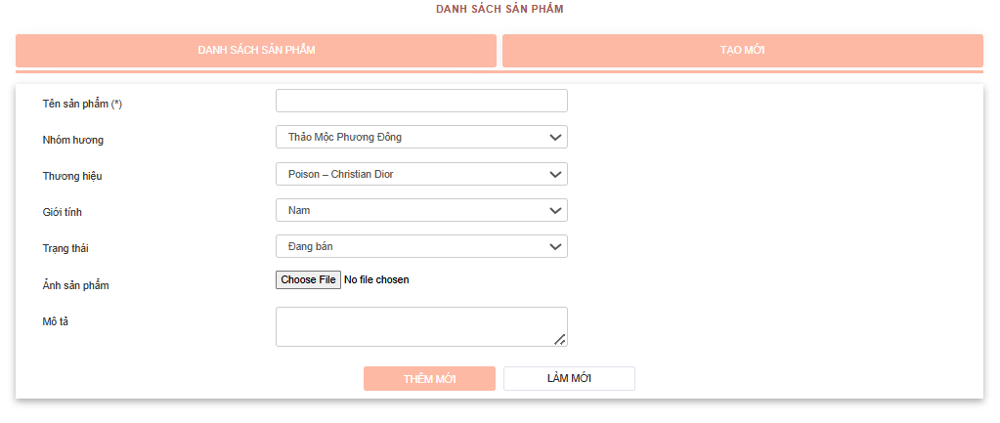 DANH SÁCH SẢN PHẨM
DANH SÁCH SẢN PHẨM
TẠO MỚI
Tên sản phẩm (*)
Nhóm hương
Thảo Mộc Phương Đông
Thương hiệu
Poison – Christian Dior
Giới tính
Nam
Trạng thái
Đang bán
Ảnh sản phẩm
Choose File No file chosen
Mô tả
THÊM MỚI
LÀM MỚI